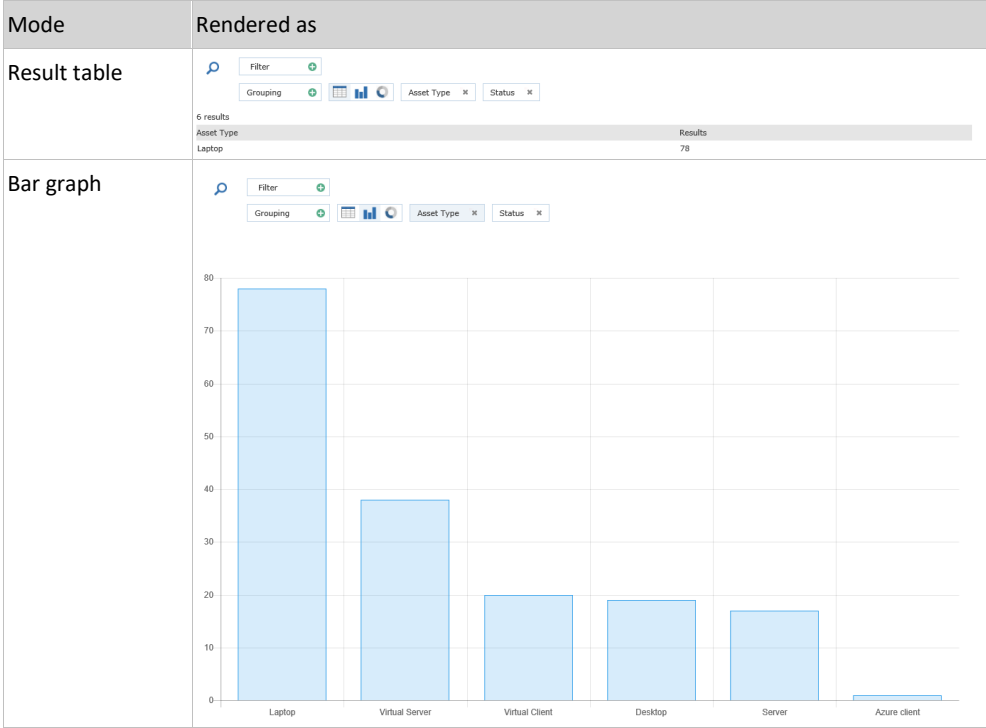 Mode Rendered as
Result table
Filter
Grouping Asset Type × Status ×
6 results
Asset Type Results
Laptop 78
Bar graph
Filter
Grouping Asset Type × Status ×
80
70
60
50
40
30
20
10
0
Laptop Virtual Server Virtual Client Desktop Server Azure client